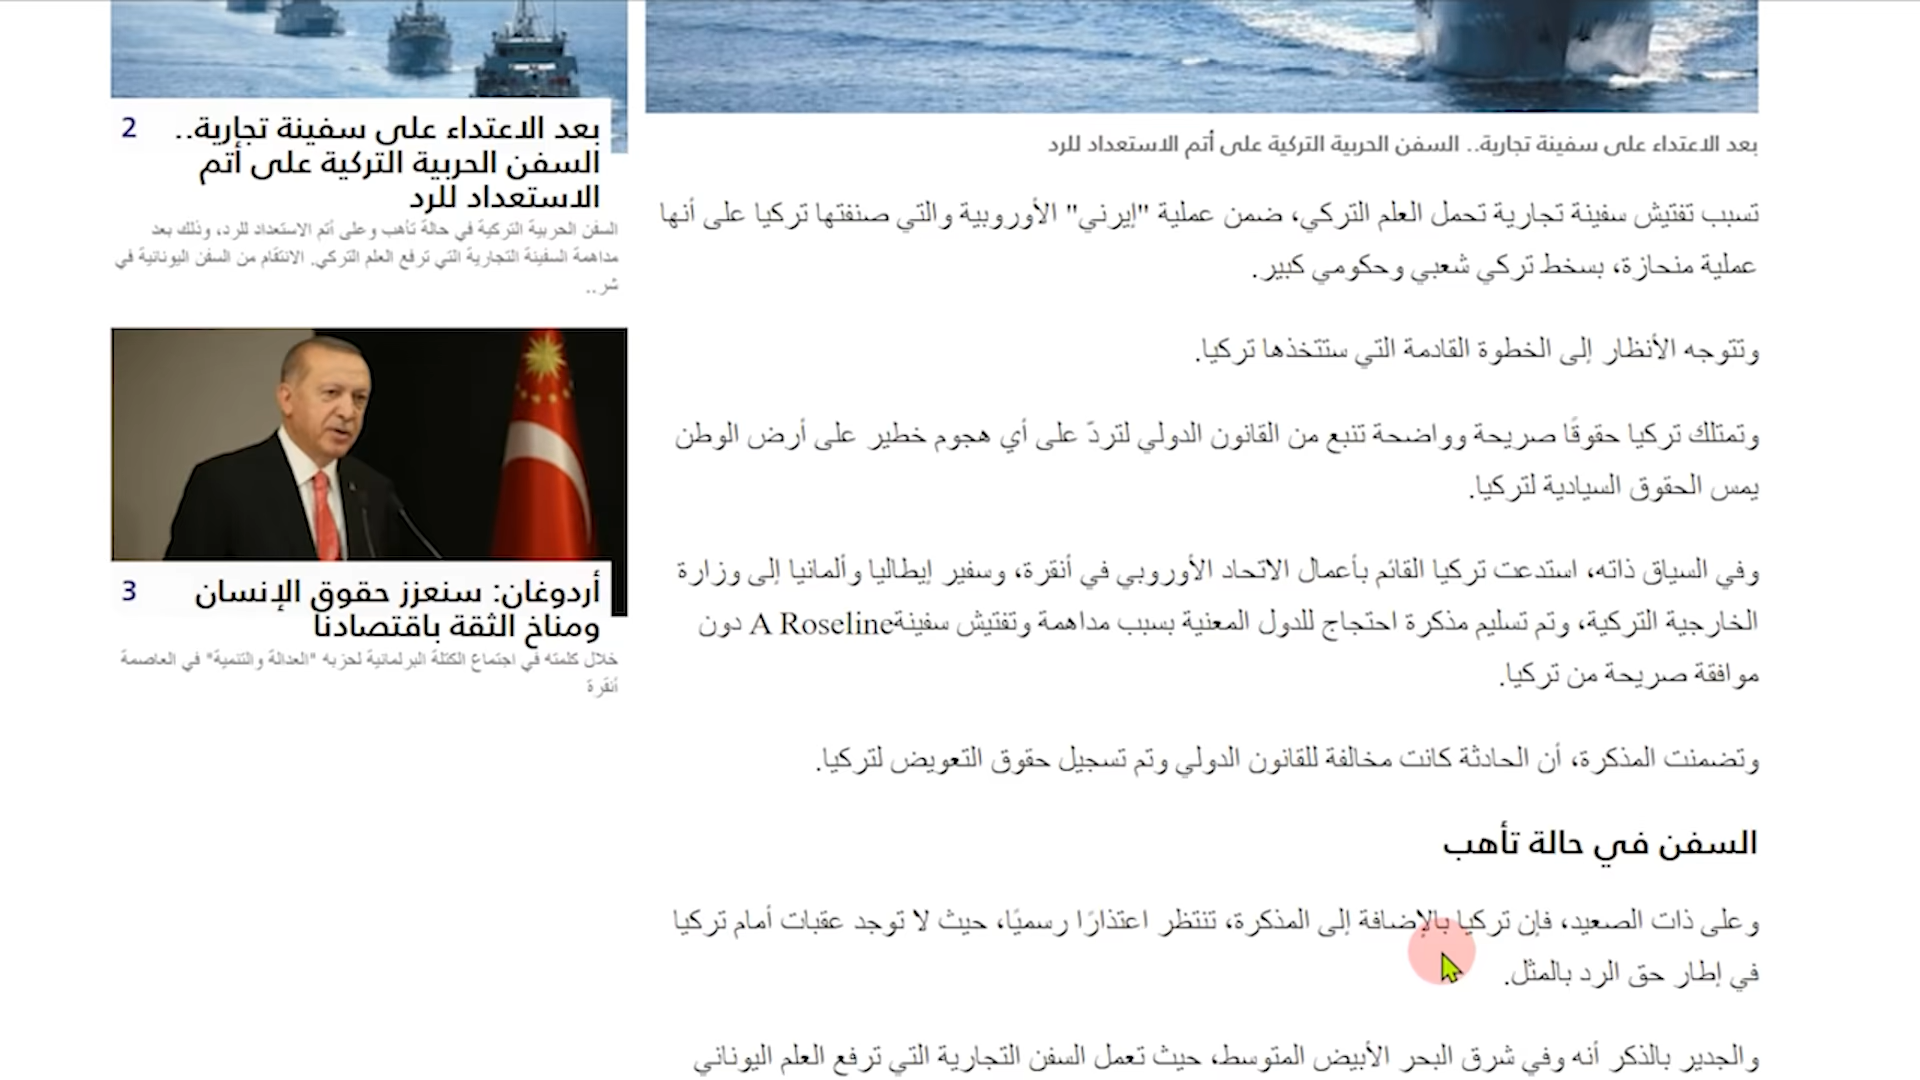 بعد الاعتداء على سفينة تجارية.. السفن الحربية التركية على أتم الاستعداد للرد
تسبب تفتيش سفينة تجارية تحمل العلم التركي، ضمن عملية "إيرني" الأوروبية والتي صنفتها تركيا على أنها
عملية منحازة، بسخط تركي شعبي وحكومي كبير.
وتتوجه الأنظار إلى الخطوة القادمة التي ستتخذها تركيا.
وتمتلك تركيا حقوقًا صريحة وواضحة تنبع من القانون الدولي لتردّ على أي هجوم خطير على أرض الوطن
يمس الحقوق السيادية لتركيا.
وفي السياق ذاته، استدعت تركيا القائم بأعمال الاتحاد الأوروبي في أنقرة، وسفير إيطاليا وألمانيا إلى وزارة
الخارجية التركية، وتم تسليم مذكرة احتجاج للدول المعنية بسبب مداهمة وتفتيش سفينةA Roseline دون
موافقة صريحة من تركيا.
وتضمنت المذكرة، أن الحادثة كانت مخالفة للقانون الدولي وتم تسجيل حقوق التعويض لتركيا.
السفن في حالة تأهب
وعلى ذات الصعيد، فإن تركيا بالإضافة إلى المذكرة، تنتظر اعتذارًا رسميًا، حيث لا توجد عقبات أمام تركيا
في إطار حق الرد بالمثل.
والجدير بالذكر أنه وفي شرق البحر الأبيض المتوسط، حيث تعمل السفن التجارية التي ترفع العلم اليوناني
بعد الاعتداء على سفينة تجارية.. 2
السفن الحربية التركية على أتم
الاستعداد للرد
السفن الحربية التركية في حالة تأهب وعلى أتم الاستعداد للرد، وذلك بعد
مداهمة السفينة التجارية التي ترفع العلم التركي. الانتقام من السفن اليونانية في
شر..
أردوغان: سنعزز حقوق الإنسان 3
ومناخ الثقة باقتصادنا
خلال كلمته في اجتماع الكتلة البرلمانية لحزبه "العدالة والتنمية" في العاصمة
أنقرة